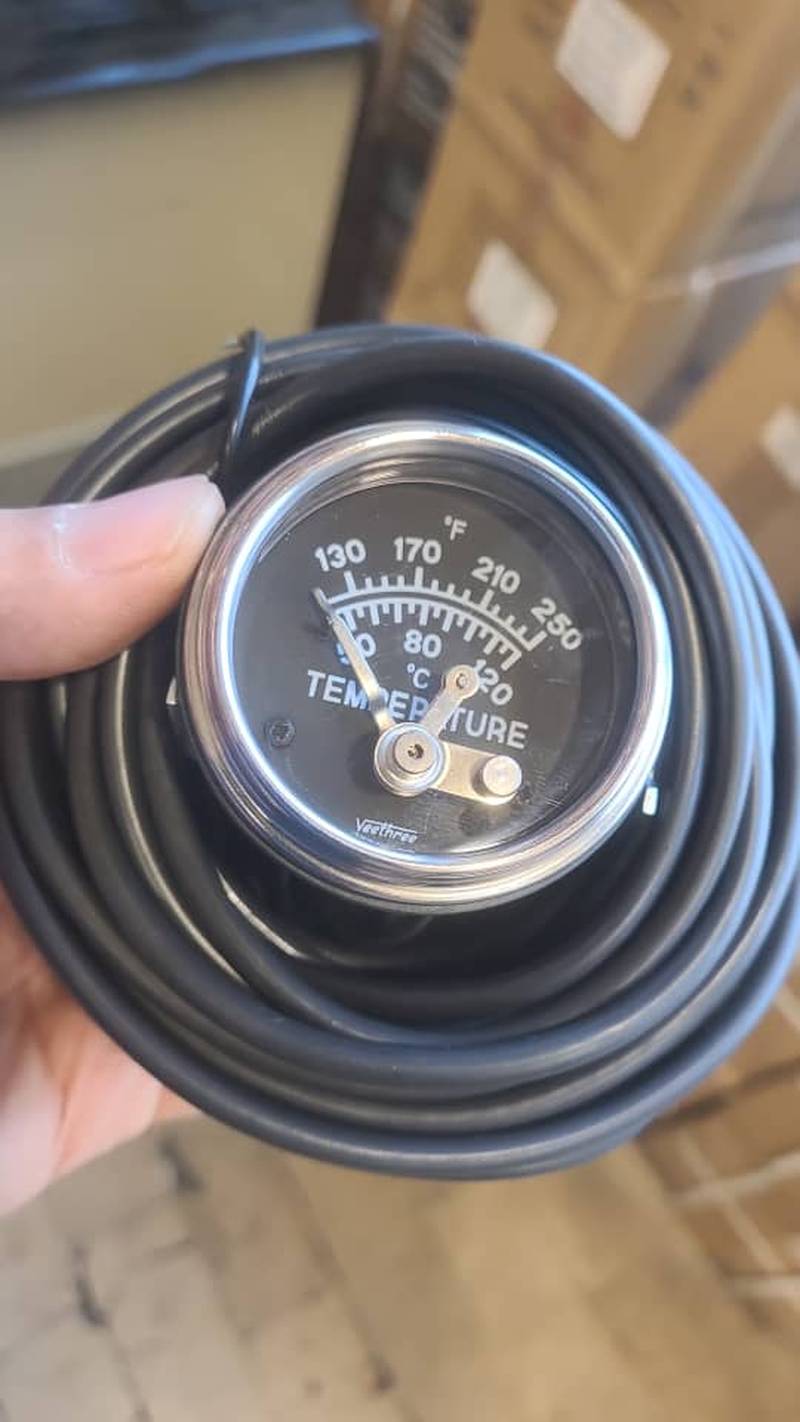 °F
130 170 210 250
80 120
°C
TEMPERATURE
Veethree